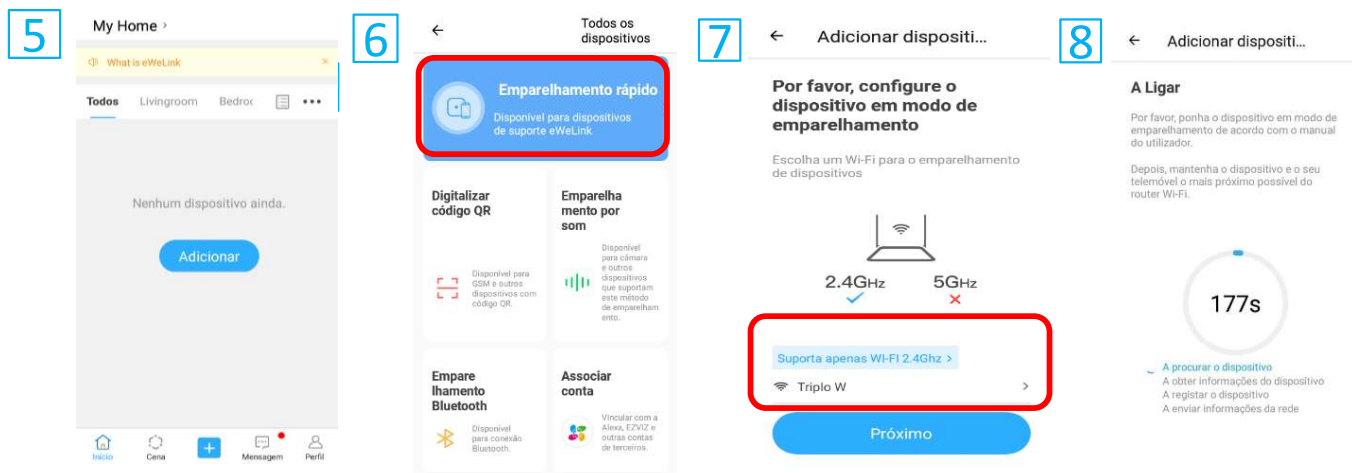 5
My Home >
What is eWeLink ×
Todos Livingroom Bedro
Nenhum dispositivo ainda.
Adicionar
Início Cena Mensagem Perfil
6
Todos os
dispositivos
Emparelhamento rápido
Disponível para dispositivos
de suporte eWeLink
Digitalizar
código QR
Disponível para
GSM e outros
dispositivos com
código QR.
Emparelha
mento por
som
Disponível
para câmara
e outros
dispositivos
que suportam
este método
de emparelham
ento.
Empare
lhamento
Bluetooth
Disponível
para conexão
Bluetooth.
Associar
conta
Vincular com a
Alexa, EZVIZ e
outras contas
de terceiros.
7
Adicionar dispositi...
Por favor, configure o
dispositivo em modo de
emparelhamento
Escolha um Wi-Fi para o emparelhamento
de dispositivos
2.4GHz 5GHz
Suporta apenas WI-FI 2.4Ghz >
Triplo W >
Próximo
8
Adicionar dispositi...
A Ligar
Por favor, ponha o dispositivo em modo de
emparelhamento de acordo com o manual
do utilizador.
Depois, mantenha o dispositivo e o seu
telemóvel o mais próximo possível do
router Wi-Fi.
177s
A procurar o dispositivo
A obter informações do dispositivo
A registar o dispositivo
A enviar informações da rede